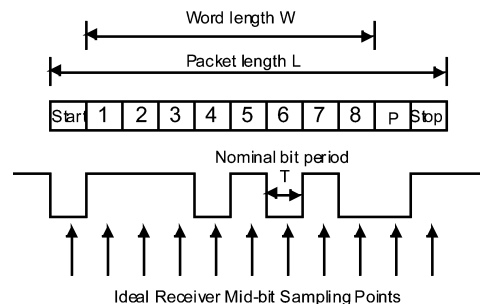 Word length W
Packet length L
Start 1 2 3 4 5 6 7 8 P Stop
Nominal bit period
T
Ideal Receiver Mid-bit Sampling Points